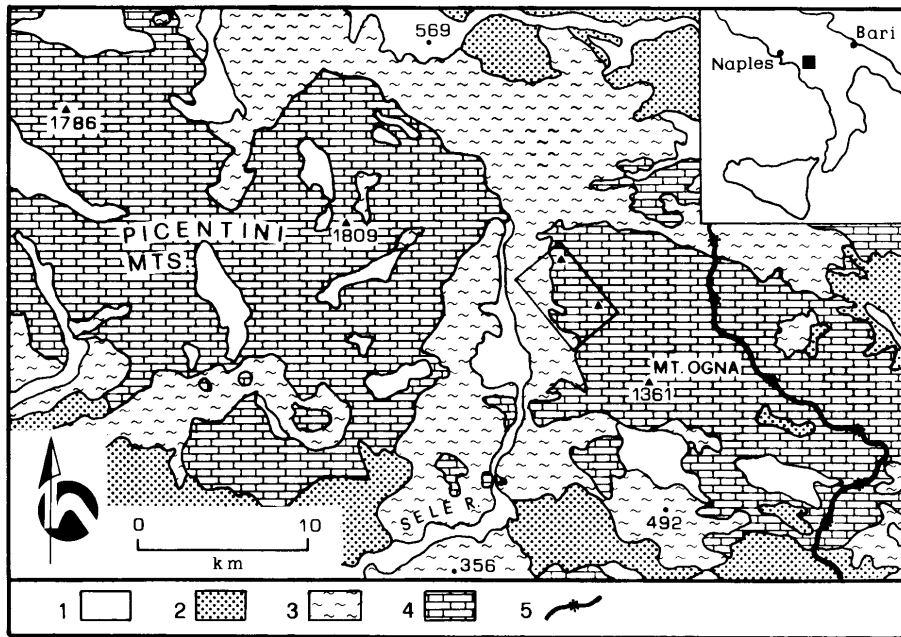 569
Bari
Naples
1786
PICENTINI
MTS.
1809
MT. OGNA
1361
SELE R.
492
356
0 10
km
1 2 3 4 5